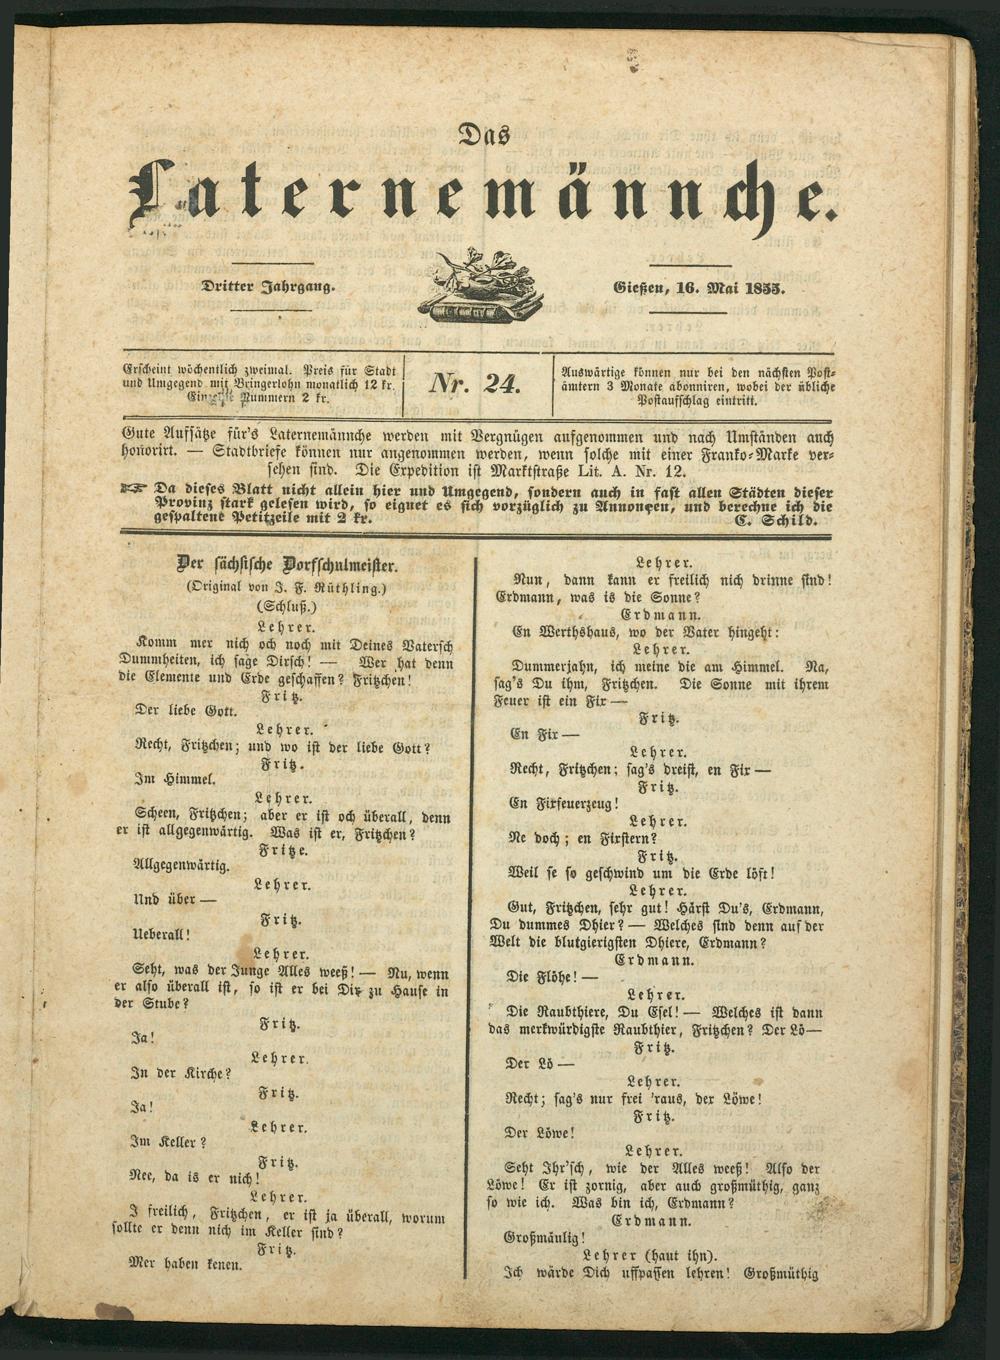 Das
Laternemännche.
Dritter Jahrgang.
Gießen, 16. Mai 1855.
Erscheint wöchentlich zweimal. Preis für Stadt
und Umgegend mit Bringerlohn monatlich 12 kr.
Einzelne Nummern 2 kr.
Nr. 24.
Auswärtige können nur bei den nächsten Post-
ämtern 3 Monate abonniren, wobei der übliche
Postaufschlag eintritt.
Gute Aufsätze für's Laternemännche werden mit Vergnügen aufgenommen und nach Umständen auch
honorirt. — Stadtbriefe können nur angenommen werden, wenn solche mit einer Franko-Marke ver-
sehen sind. Die Expedition ist Marktstraße Lit. A. Nr. 12.
☞ Da dieses Blatt nicht allein hier und Umgegend, sondern auch in fast allen Städten dieser
Provinz stark gelesen wird, so eignet es sich vorzüglich zu Annonçen, und berechne ich die
gespaltene Petitzeile mit 2 kr. C. Schild.
Der sächsische Dorfschulmeister.
(Original von J. F. Rüthling.)
(Schluß.)
Lehrer.
Komm mer nich och noch mit Deines Vatersch
Dummheiten, ich sage Dirsch! — Wer hat denn
die Elemente und Erde geschaffen? Fritzchen!
Fritz.
Der liebe Gott.
Lehrer.
Recht, Fritzchen; und wo ist der liebe Gott?
Fritz.
Im Himmel.
Lehrer.
Scheen, Fritzchen; aber er ist och überall, denn
er ist allgegenwärtig. Was ist er, Fritzchen?
Fritze.
Allgegenwärtig.
Lehrer.
Und über —
Fritz.
Ueberall!
Lehrer.
Seht, was der Junge Alles weeß! — Nu, wenn
er also überall ist, so ist er bei Dir zu Hause in
der Stube?
Fritz.
Ja!
Lehrer.
In der Kirche?
Fritz.
Ja!
Lehrer.
Im Keller?
Fritz.
Nee, da is er nich!
Lehrer.
J freilich, Fritzchen, er ist ja überall, worum
sollte er denn nich im Keller sind?
Fritz.
Mer haben kenen.
Lehrer.
Nun, dann kann er freilich nich drinne sind!
Erdmann, was is die Sonne?
Erdmann.
En Werthshaus, wo der Vater hingeht:
Lehrer.
Dummerjahn, ich meine die am Himmel. Na,
sag's Du ihm, Fritzchen. Die Sonne mit ihrem
Feuer ist ein Fix —
Fritz.
En Fix —
Lehrer.
Recht, Fritzchen; sag's dreist, en Fix —
Fritz.
En Fixfeuerzeug!
Lehrer.
Ne doch; en Fixstern?
Fritz.
Weil se so geschwind um die Erde löft!
Lehrer.
Gut, Fritzchen, sehr gut! Härst Du's, Erdmann,
Du dummes Dhier? — Welches sind denn auf der
Welt die blutgierigsten Dhiere, Erdmann?
Erdmann.
Die Flöhe! —
Lehrer.
Die Raubthiere, Du Esel! — Welches ist dann
das merkwürdigste Raubthier, Fritzchen? Der Lö—
Fritz.
Der Lö —
Lehrer.
Recht; sag's nur frei 'raus, der Löwe!
Fritz.
Der Löwe!
Lehrer.
Seht Ihr'sch, wie der Alles weeß! Also der
Löwe! Er ist zornig, aber auch großmüthig, ganz
so wie ich. Was bin ich, Erdmann?
Erdmann.
Großmäulig!
Lehrer (haut ihn).
Ich wärde Dich uffpassen lehren! Großmüthig